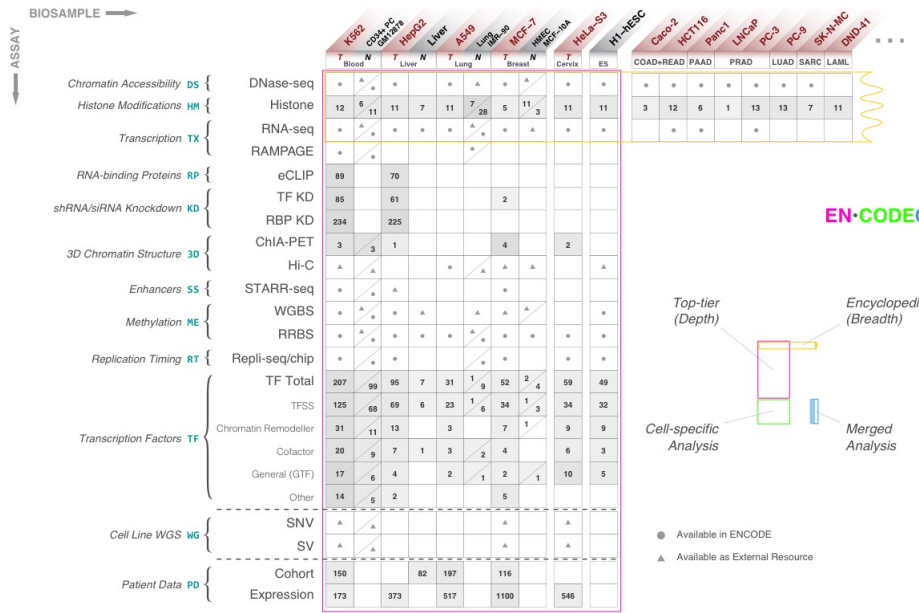 BIOSAMPLE
ASSAY
K562 CD34+ PC GM12878 HepG2 Liver A549 Lung IMR-90 MCF-7 HMEC MCF-10A HeLa-S3 H1-hESC Caco-2 HCT116 Panc1 LNCaP PC-3 PC-9 SK-N-MC DND-41
T N T N T N T N T
Blood Liver Lung Breast Cervix ES COAD+READ PAAD PRAD LUAD SARC LAML
Chromatin Accessibility DS { DNase-seq
Histone Modifications HM { Histone 12 6 11 11 7 11 7 28 5 11 3 11 11 3 12 6 1 13 13 7 11
Transcription TX { RNA-seq
RAMPAGE
RNA-binding Proteins RP { eCLIP 89 70
shRNA/siRNA Knockdown KD { TF KD 85 61 2
RBP KD 234 225
3D Chromatin Structure 3D { ChIA-PET 3 3 1 4 2
Hi-C
Enhancers SS { STARR-seq
Methylation ME { WGBS
RRBS
Replication Timing RT { Repli-seq/chip
Transcription Factors TF { TF Total 207 99 95 7 31 1 9 52 2 4 59 49
TFSS 125 68 69 6 23 1 6 34 1 3 34 32
Chromatin Remodeller 31 11 13 3 7 1 9 9
Cofactor 20 9 7 1 3 2 4 6 3
General (GTF) 17 6 4 2 1 2 1 10 5
Other 14 5 2 5
Cell Line WGS WG { SNV
SV
Patient Data PD { Cohort 150 82 197 116
Expression 173 373 517 1100 546
EN·CODEC
Top-tier
(Depth)
Encyclopedi
(Breadth)
Cell-specific
Analysis
Merged
Analysis
Available in ENCODE
Available as External Resource